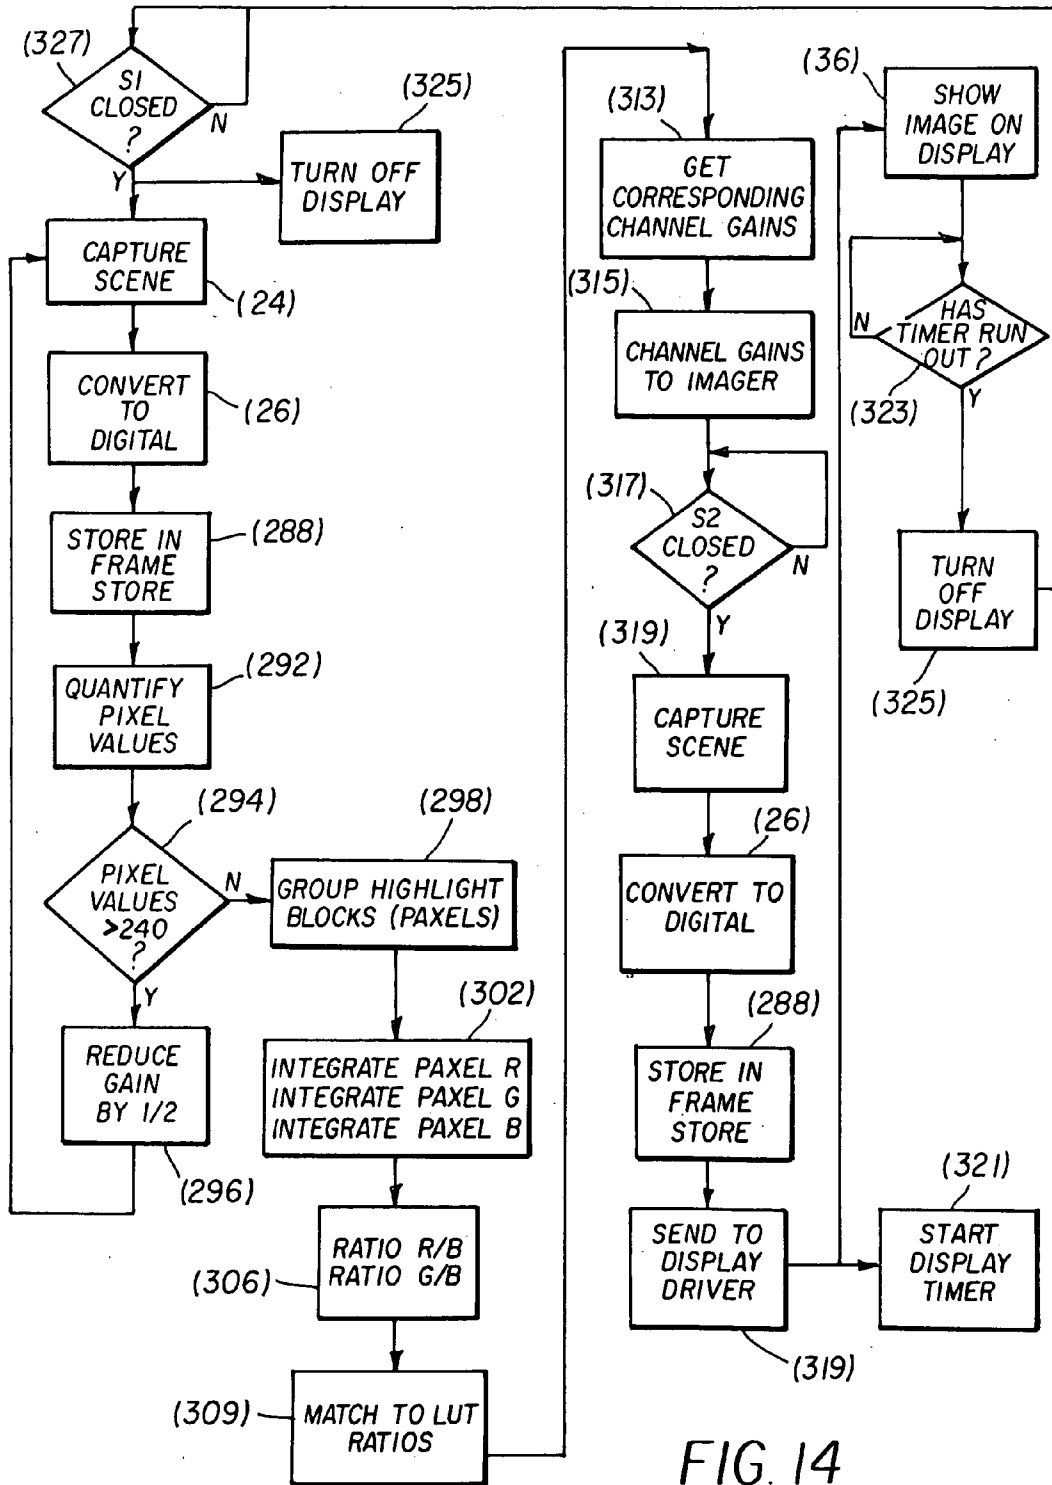 (327)
S1
CLOSED
?
N
Y
(325)
TURN OFF
DISPLAY
CAPTURE
SCENE
(24)
CONVERT
TO
DIGITAL
(26)
STORE IN
FRAME
STORE
(288)
QUANTIFY
PIXEL
VALUES
(292)
(294)
PIXEL
VALUES
>240
?
N
Y
REDUCE
GAIN
BY 1/2
(296)
(298)
GROUP HIGHLIGHT
BLOCKS (PAXELS)
(302)
INTEGRATE PAXEL R
INTEGRATE PAXEL G
INTEGRATE PAXEL B
RATIO R/B
RATIO G/B
(306)
(309)
MATCH TO LUT
RATIOS
(313)
GET
CORRESPONDING
CHANNEL GAINS
(315)
CHANNEL GAINS
TO IMAGER
(317)
S2
CLOSED
?
N
Y
(319)
CAPTURE
SCENE
(26)
CONVERT TO
DIGITAL
(288)
STORE IN
FRAME
STORE
SEND TO
DISPLAY
DRIVER
(319)
(36)
SHOW
IMAGE ON
DISPLAY
N
HAS
TIMER RUN
OUT ?
(323)
Y
TURN
OFF
DISPLAY
(325)
(321)
START
DISPLAY
TIMER
FIG. 14